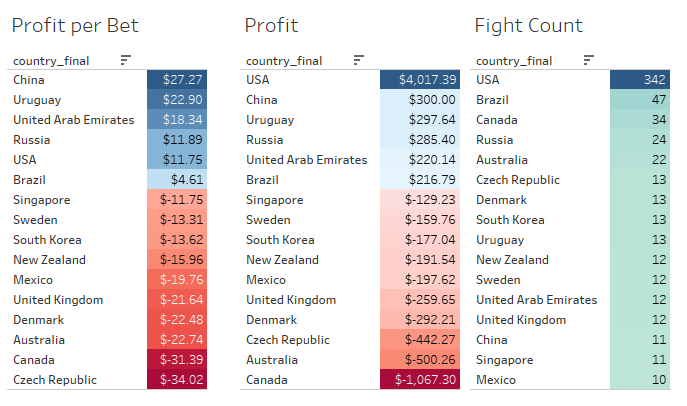 Profit per Bet
country_final
China $27.27
Uruguay $22.90
United Arab Emirates $18.34
Russia $11.89
USA $11.75
Brazil $4.61
Singapore $-11.75
Sweden $-13.31
South Korea $-13.62
New Zealand $-15.96
Mexico $-19.76
United Kingdom $-21.64
Denmark $-22.48
Australia $-22.74
Canada $-31.39
Czech Republic $-34.02
Profit
country_final
USA $4,017.39
China $300.00
Uruguay $297.64
Russia $285.40
United Arab Emirates $220.14
Brazil $216.79
Singapore $-129.23
Sweden $-159.76
South Korea $-177.04
New Zealand $-191.54
Mexico $-197.62
United Kingdom $-259.65
Denmark $-292.21
Czech Republic $-442.27
Australia $-500.26
Canada $-1,067.30
Fight Count
country_final
USA 342
Brazil 47
Canada 34
Russia 24
Australia 22
Czech Republic 13
Denmark 13
South Korea 13
Uruguay 13
New Zealand 12
Sweden 12
United Arab Emirates 12
United Kingdom 12
China 11
Singapore 11
Mexico 10